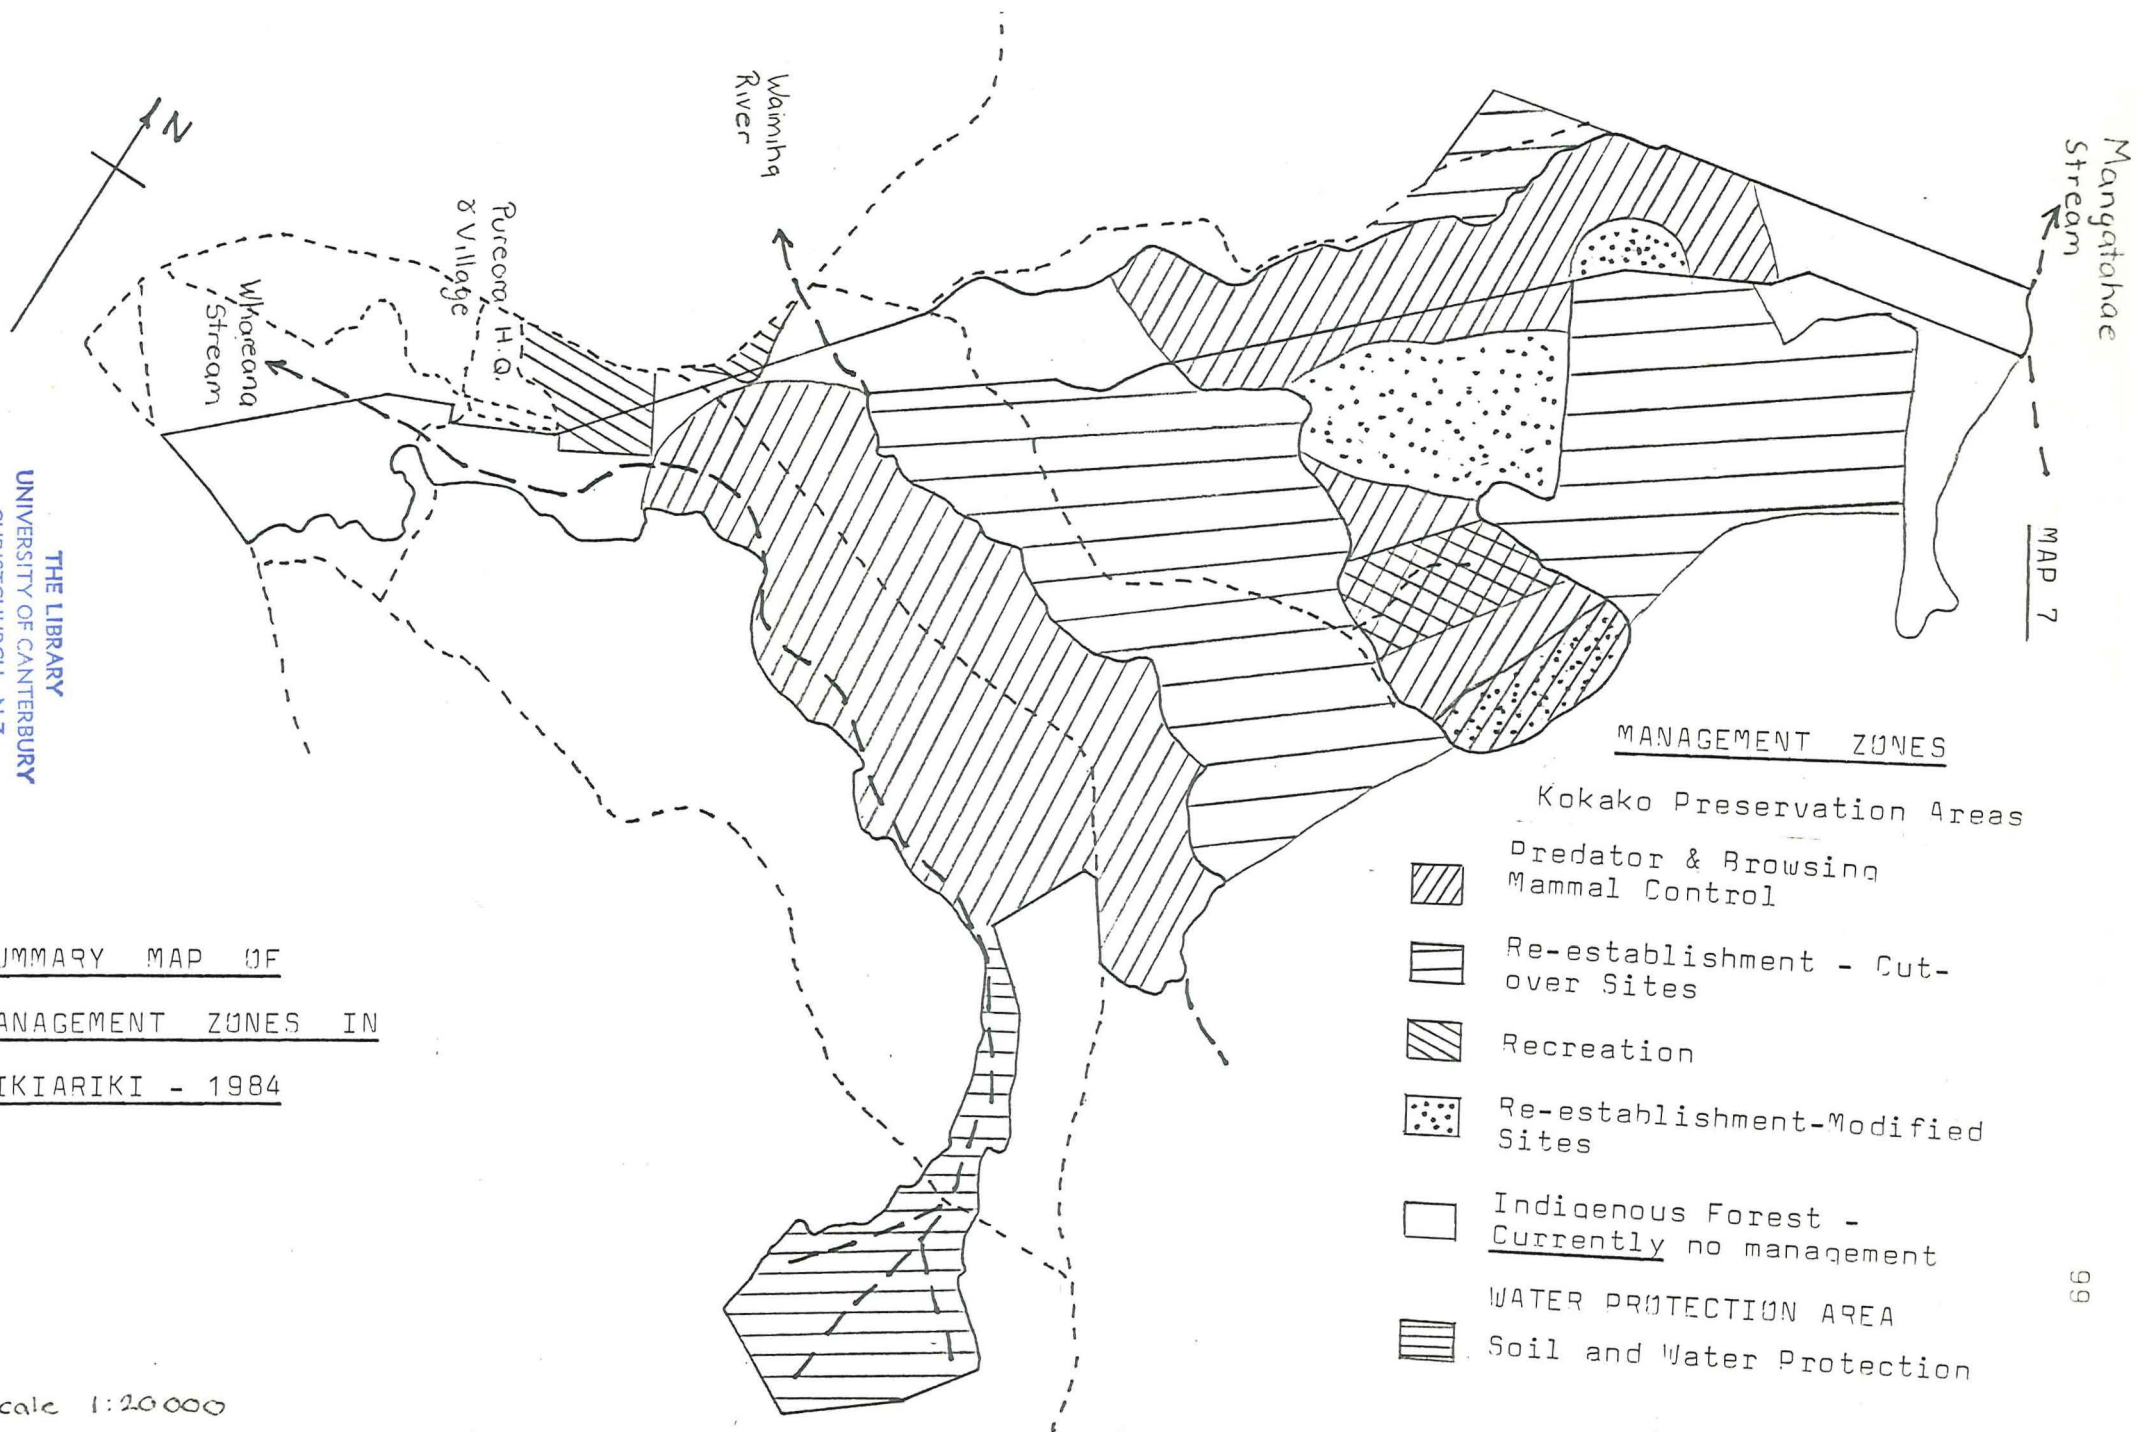 MAP 7
Mangatahae
Stream
Waimiha
River
Pureora H.Q.
& Village
Whareana
Stream
N
MANAGEMENT ZONES
Kokako Preservation Areas
Predator & Browsing
Mammal Control
Re-establishment - Cut-
over Sites
Recreation
Re-establishment-Modified
Sites
Indigenous Forest -
Currently no management
WATER PROTECTION AREA
Soil and Water Protection
99
UMMARY MAP OF
ANAGEMENT ZONES IN
IKIARIKI - 1984
cale 1:20000
THE LIBRARY
UNIVERSITY OF CANTERBURY